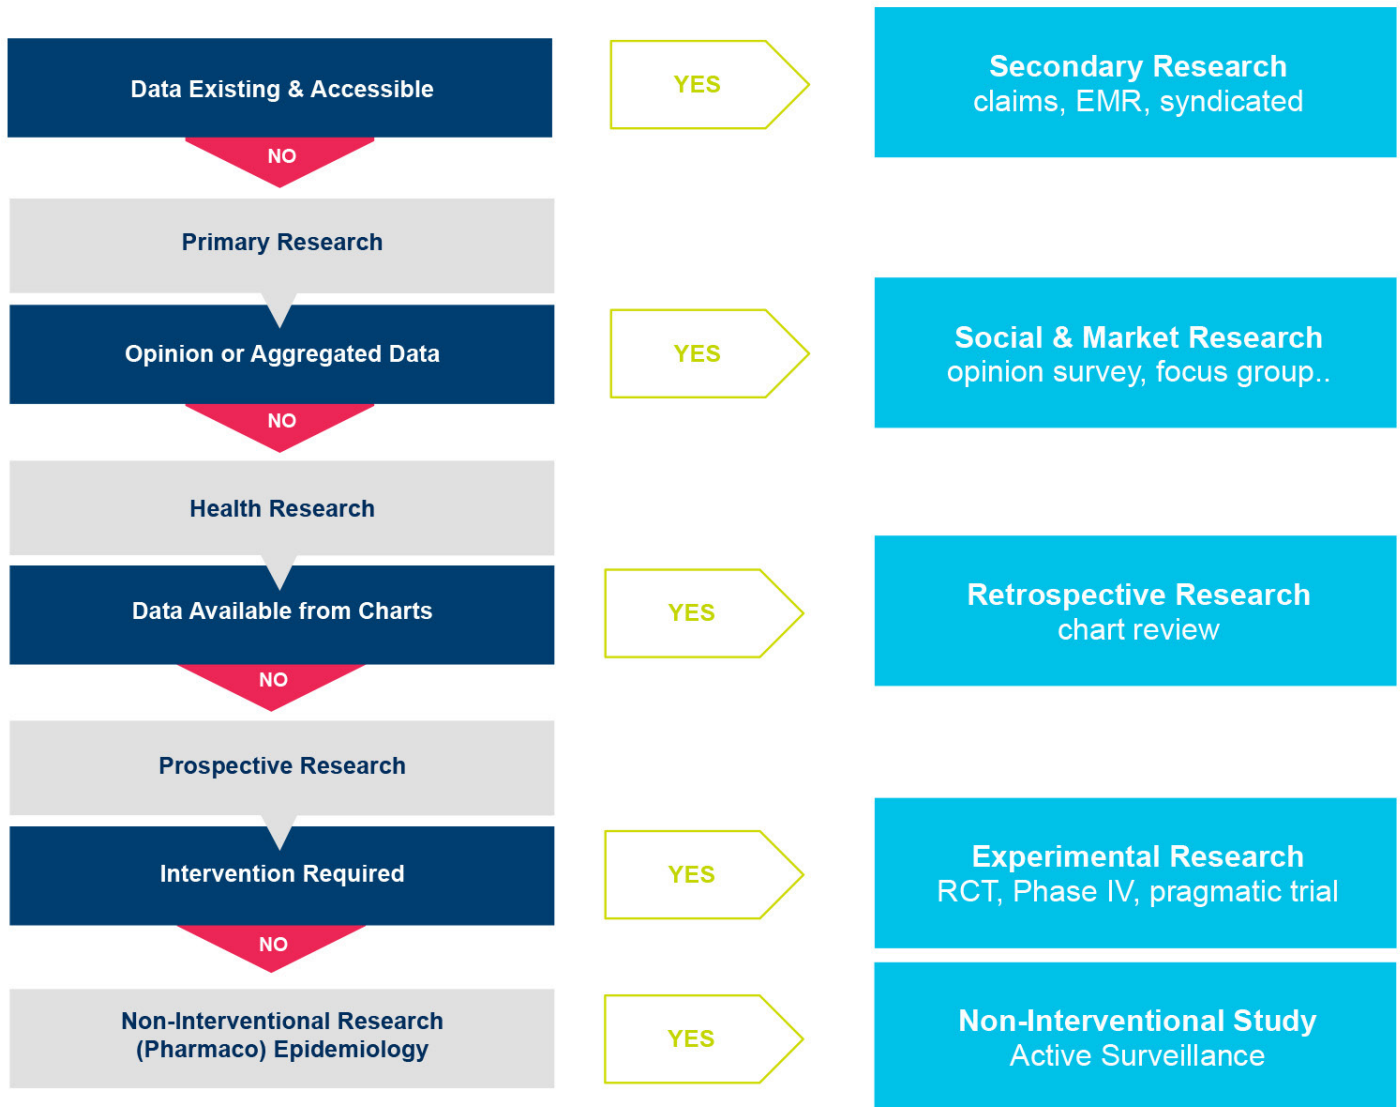 Data Existing & Accessible
YES
Secondary Research
claims, EMR, syndicated
NO
Primary Research
Opinion or Aggregated Data
YES
Social & Market Research
opinion survey, focus group..
NO
Health Research
Data Available from Charts
YES
Retrospective Research
chart review
NO
Prospective Research
Intervention Required
YES
Experimental Research
RCT, Phase IV, pragmatic trial
NO
Non-Interventional Research
(Pharmaco) Epidemiology
YES
Non-Interventional Study
Active Surveillance